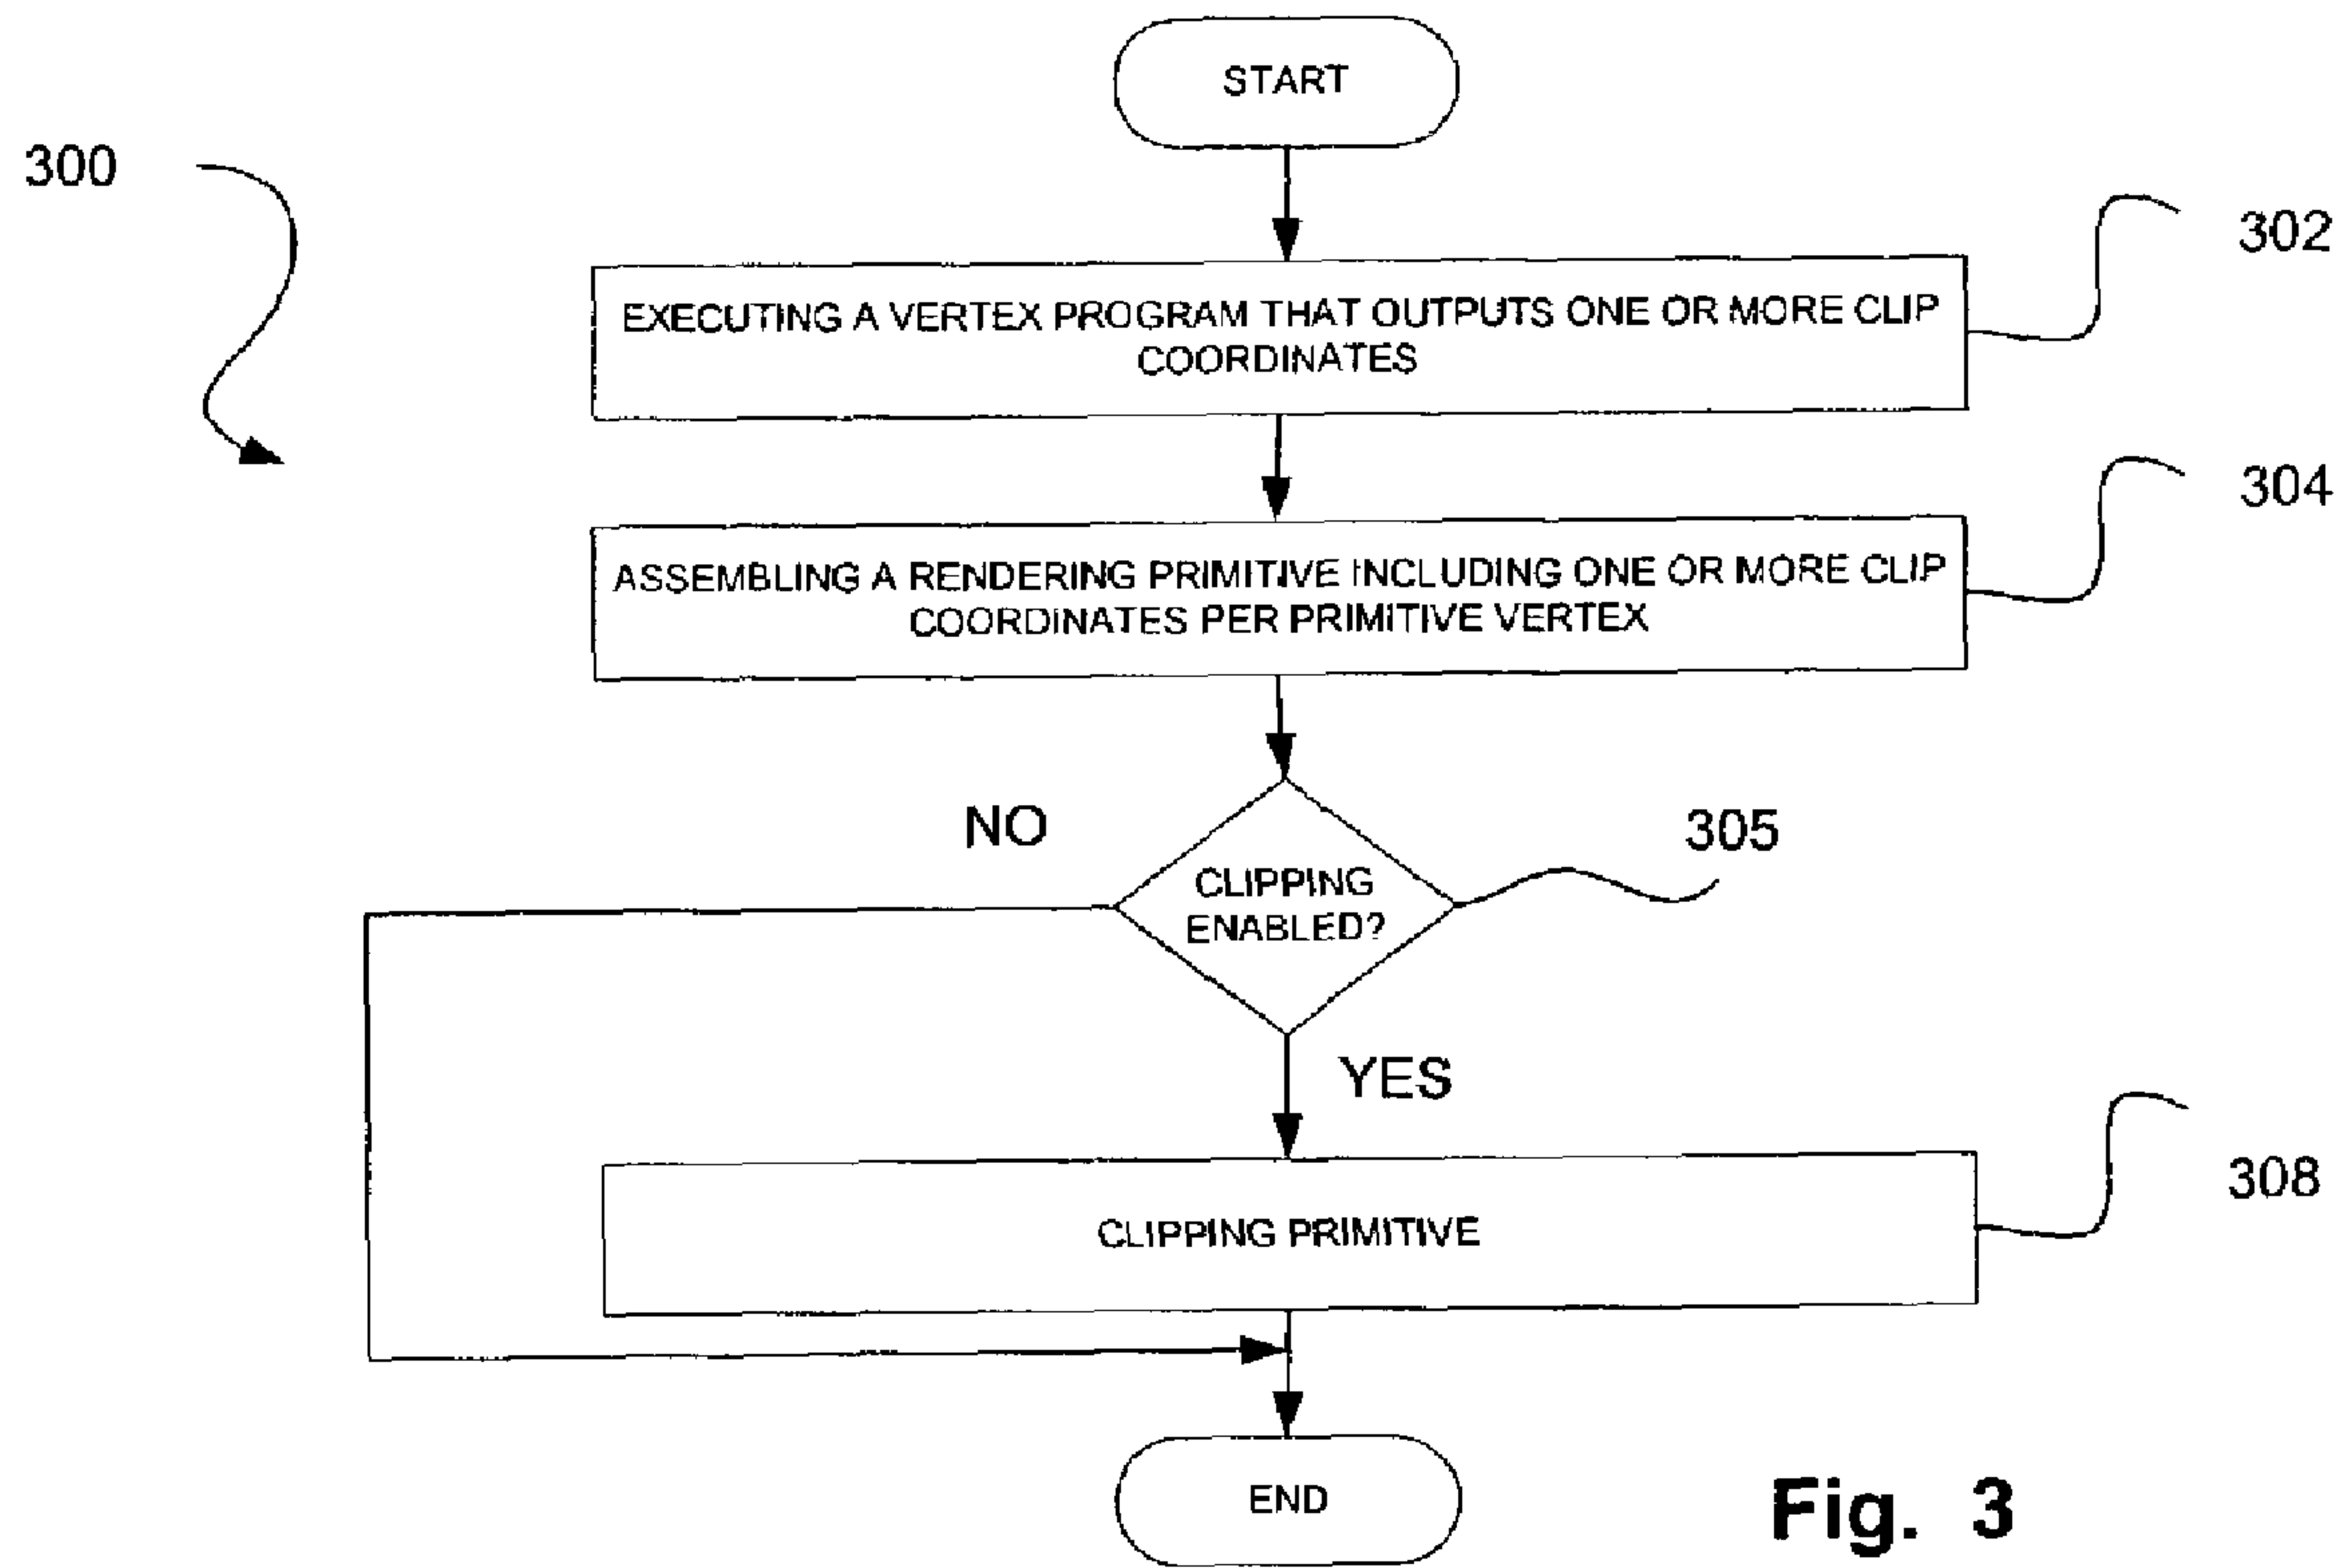 START
300
302
EXECUTING A VERTEX PROGRAM THAT OUTPUTS ONE OR MORE CLIP
COORDINATES
304
ASSEMBLING A RENDERING PRIMITIVE INCLUDING ONE OR MORE CLIP
COORDINATES PER PRIMITIVE VERTEX
NO
305
CLIPPING
ENABLED?
YES
308
CLIPPING PRIMITIVE
END
Fig. 3